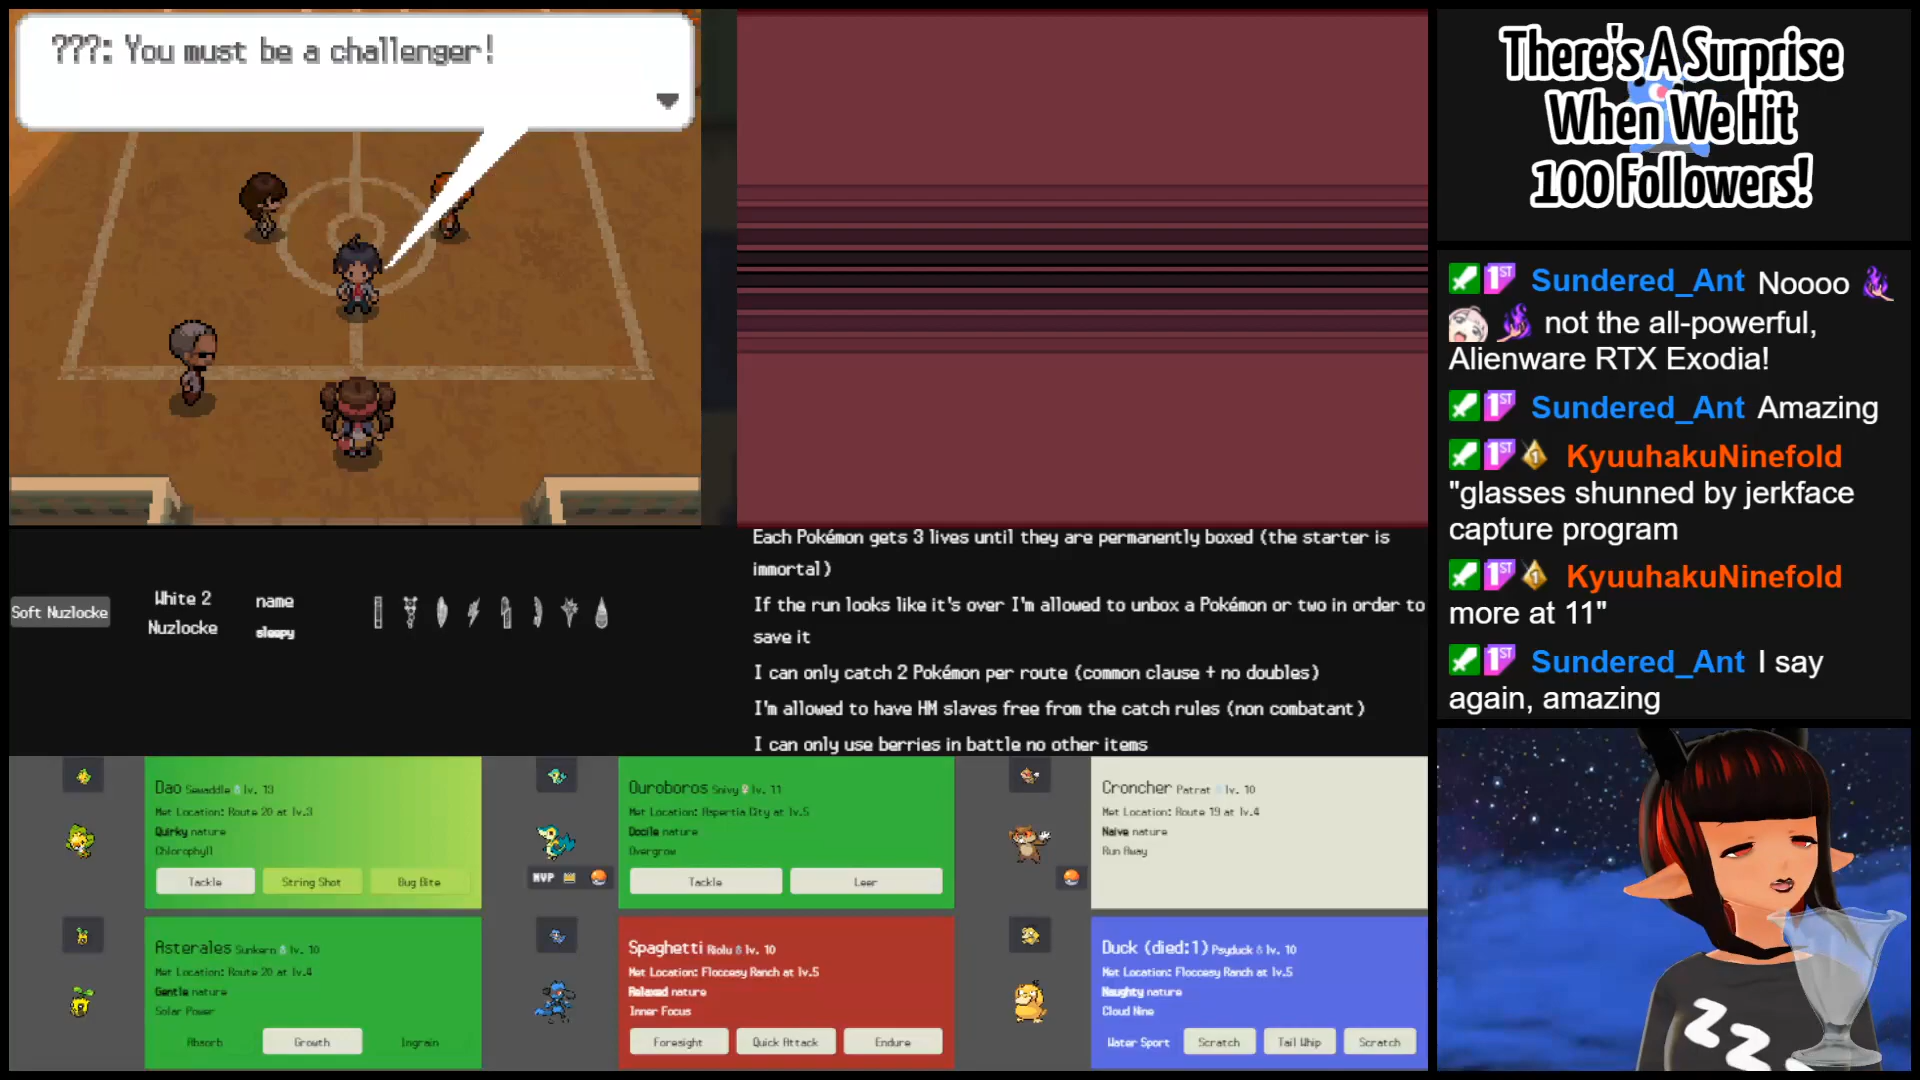 ???: You must be a challenger!
There's A Surprise
When We Hit
100 Followers!
Sundered_Ant Noooo
not the all-powerful,
Alienware RTX Exodia!
Sundered_Ant Amazing
KyuuhakuNinefold
"glasses shunned by jerkface
capture program
KyuuhakuNinefold
more at 11"
Sundered_Ant I say
again, amazing
Soft Nuzlocke
White 2
Nuzlocke
name
sleepy
Each Pokémon gets 3 lives until they are permanently boxed (the starter is
immortal)
If the run looks like it's over I'm allowed to unbox a Pokémon or two in order to
save it
I can only catch 2 Pokémon per route (common clause + no doubles)
I'm allowed to have HM slaves free from the catch rules (non combatant)
I can only use berries in battle no other items
Dao Sewaddle lv. 13
Met Location: Route 20 at lv.3
Quirky nature
Chlorophyll
Tackle
String Shot
Bug Bite
Ouroboros Snivy lv. 11
Met Location: Aspertia City at lv.5
Docile nature
Overgrow
MVP
Tackle
Leer
Croncher Patrat lv. 10
Met Location: Route 19 at lv.4
Naive nature
Run Away
Asterales Sunkern lv. 10
Met Location: Route 20 at lv.4
Gentle nature
Solar Power
Absorb
Growth
Ingrain
Spaghetti Riolu lv. 10
Met Location: Floccesy Ranch at lv.5
Relaxed nature
Inner Focus
Foresight
Quick Attack
Endure
Duck (died:1) Psyduck lv. 10
Met Location: Floccesy Ranch at lv.5
Naughty nature
Cloud Nine
Water Sport
Scratch
Tail Whip
Scratch
ZZZ